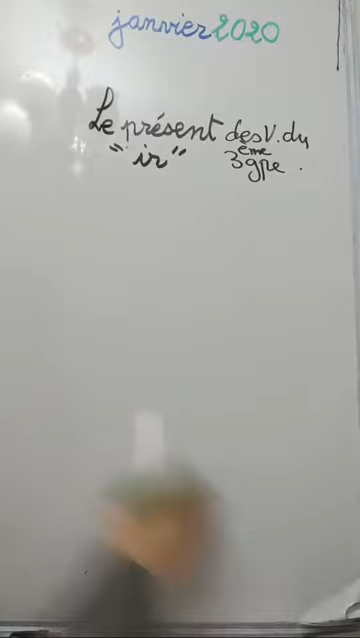 janvier 2020
Le présent des V. du
"ir" 3ème gpe.